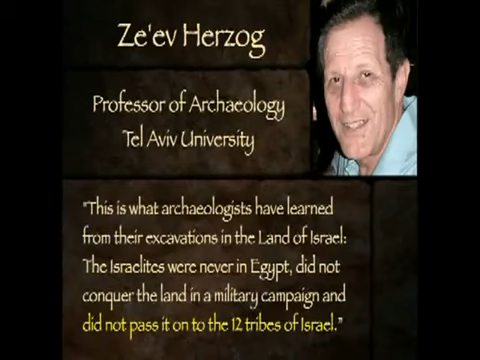 Ze'ev Herzog
Professor of Archaeology
Tel Aviv University
"This is what archaeologists have learned
from their excavations in the Land of Israel:
The Israelites were never in Egypt, did not
conquer the land in a military campaign and
did not pass it on to the 12 tribes of Israel."